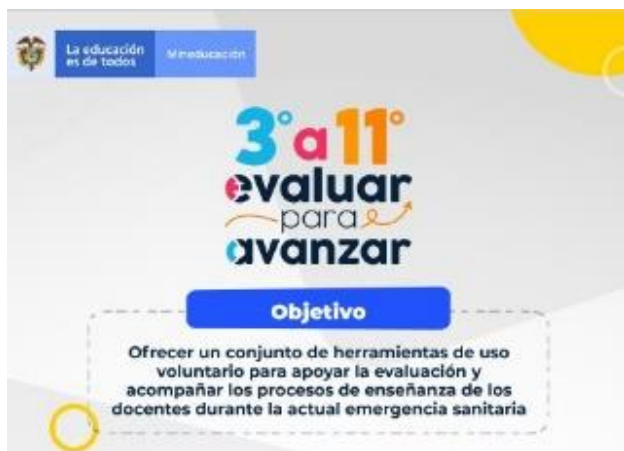 La educación
es de todos
Mineducación
3° a 11°
evaluar
para
avanzar
Objetivo
Ofrecer un conjunto de herramientas de uso
voluntario para apoyar la evaluación y
acompañar los procesos de enseñanza de los
docentes durante la actual emergencia sanitaria